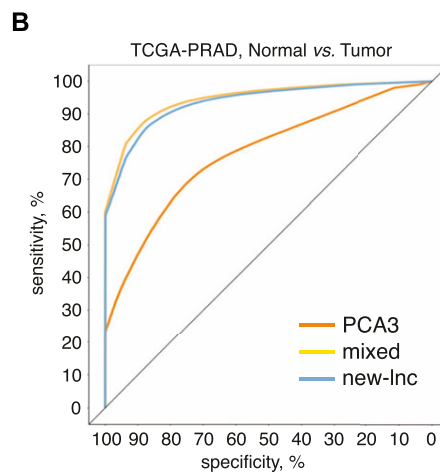 B
TCGA-PRAD, Normal vs. Tumor
100
90
80
70
60
50
40
30
20
10
0
sensitivity, %
PCA3
mixed
new-lnc
100 90 80 70 60 50 40 30 20 10 0
specificity, %